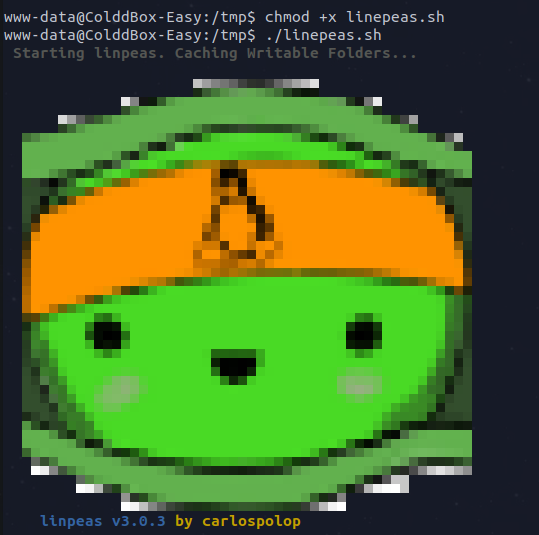 www-data@ColddBox-Easy:/tmp$ chmod +x linepeas.sh
www-data@ColddBox-Easy:/tmp$ ./linepeas.sh
Starting linpeas. Caching Writable Folders...
linpeas v3.0.3 by carlospolop